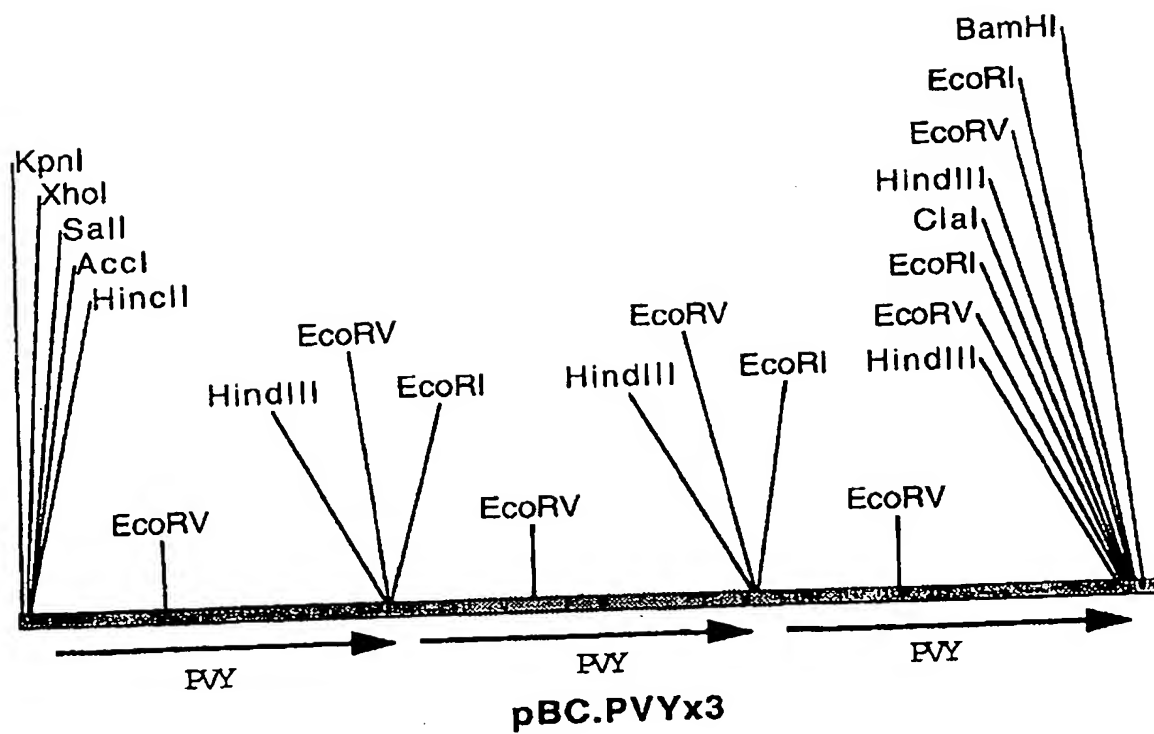 KpnI
XhoI
SalI
AccI
HincII
EcoRV
HindIII
EcoRV
EcoRI
EcoRV
HindIII
EcoRV
EcoRI
EcoRV
BamHI
EcoRI
EcoRV
HindIII
ClaI
EcoRI
EcoRV
HindIII
PVY
PVY
PVY
pBC.PVYx3